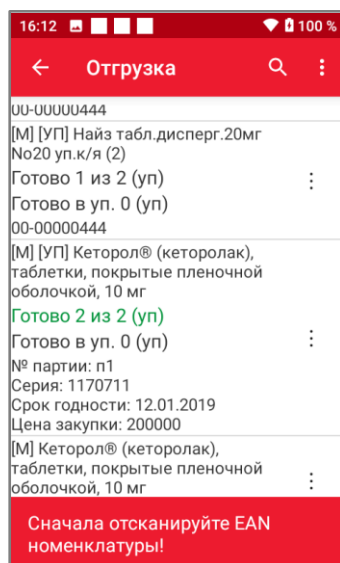 16:12 100 %
Отгрузка
00-00000444
[М] [УП] Найз табл.дисперг.20мг
No20 уп.к/я (2)
Готово 1 из 2 (уп)
Готово в уп. 0 (уп)
00-00000444
[М] [УП] Кеторол® (кеторолак),
таблетки, покрытые пленочной
оболочкой, 10 мг
Готово 2 из 2 (уп)
Готово в уп. 0 (уп)
№ партии: п1
Серия: 1170711
Срок годности: 12.01.2019
Цена закупки: 200000
[М] Кеторол® (кеторолак),
таблетки, покрытые пленочной
оболочкой, 10 мг
Сначала отсканируйте EAN
номенклатуры!